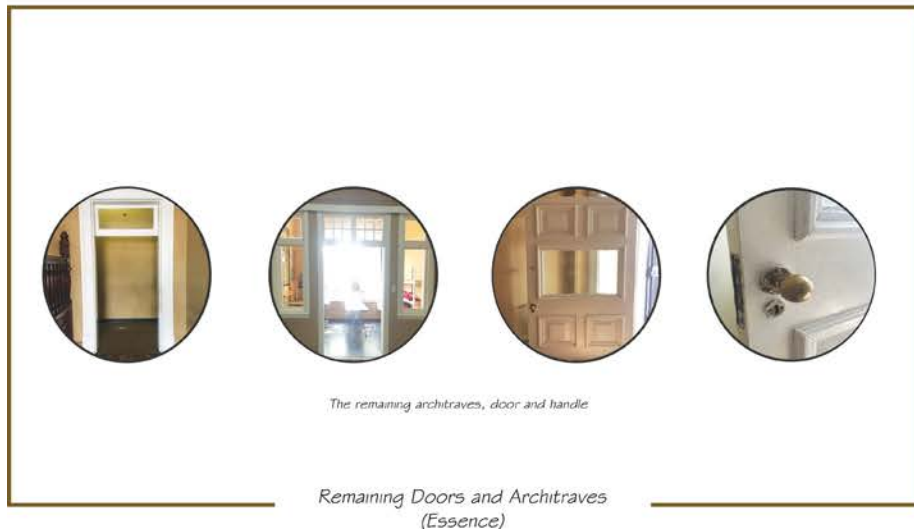 The remaining architraves, door and handle
Remaining Doors and Architraves
(Essence)